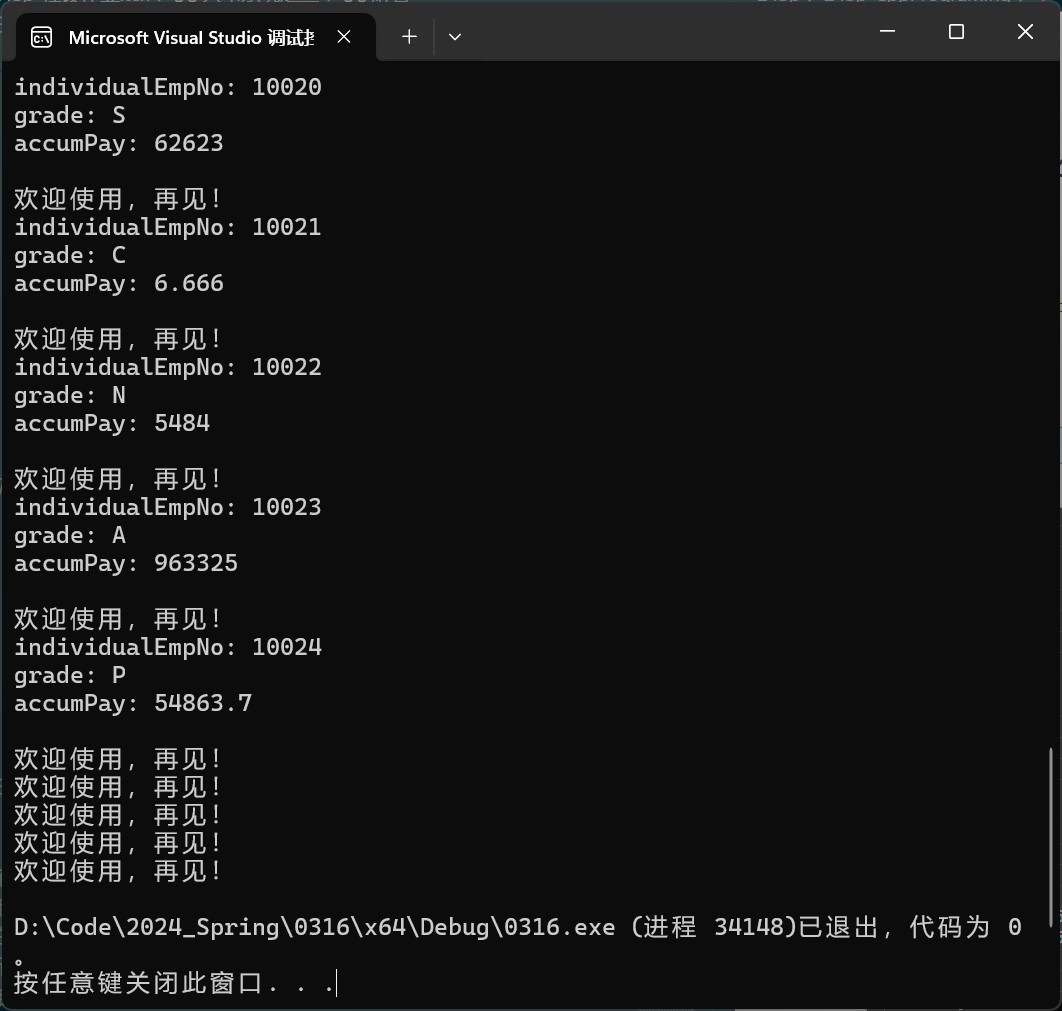 Microsoft Visual Studio 调试
individualEmpNo: 10020
grade: S
accumPay: 62623
欢迎使用，再见！
individualEmpNo: 10021
grade: C
accumPay: 6.666
欢迎使用，再见！
individualEmpNo: 10022
grade: N
accumPay: 5484
欢迎使用，再见！
individualEmpNo: 10023
grade: A
accumPay: 963325
欢迎使用，再见！
individualEmpNo: 10024
grade: P
accumPay: 54863.7
欢迎使用，再见！
欢迎使用，再见！
欢迎使用，再见！
欢迎使用，再见！
欢迎使用，再见！
D:\Code\2024_Spring\0316\x64\Debug\0316.exe (进程 34148)已退出，代码为 0
。
按任意键关闭此窗口. . .